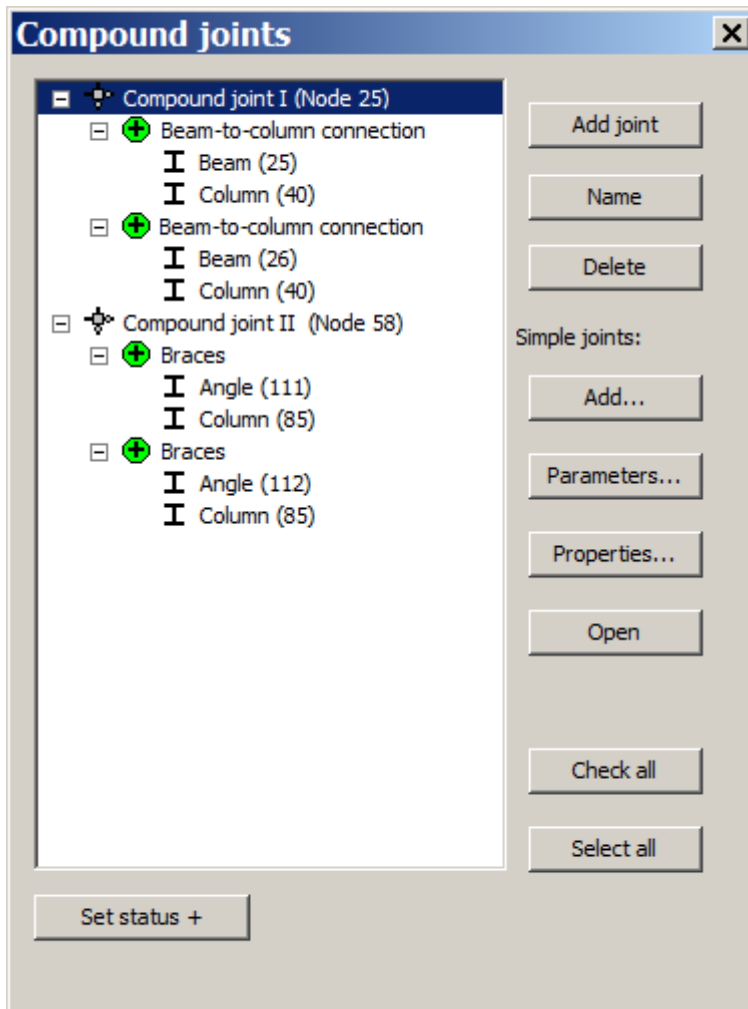 Compound joints
Compound joint I (Node 25)
Beam-to-column connection
Beam (25)
Column (40)
Beam-to-column connection
Beam (26)
Column (40)
Compound joint II (Node 58)
Braces
Angle (111)
Column (85)
Braces
Angle (112)
Column (85)
Add joint
Name
Delete
Simple joints:
Add...
Parameters...
Properties...
Open
Check all
Select all
Set status +